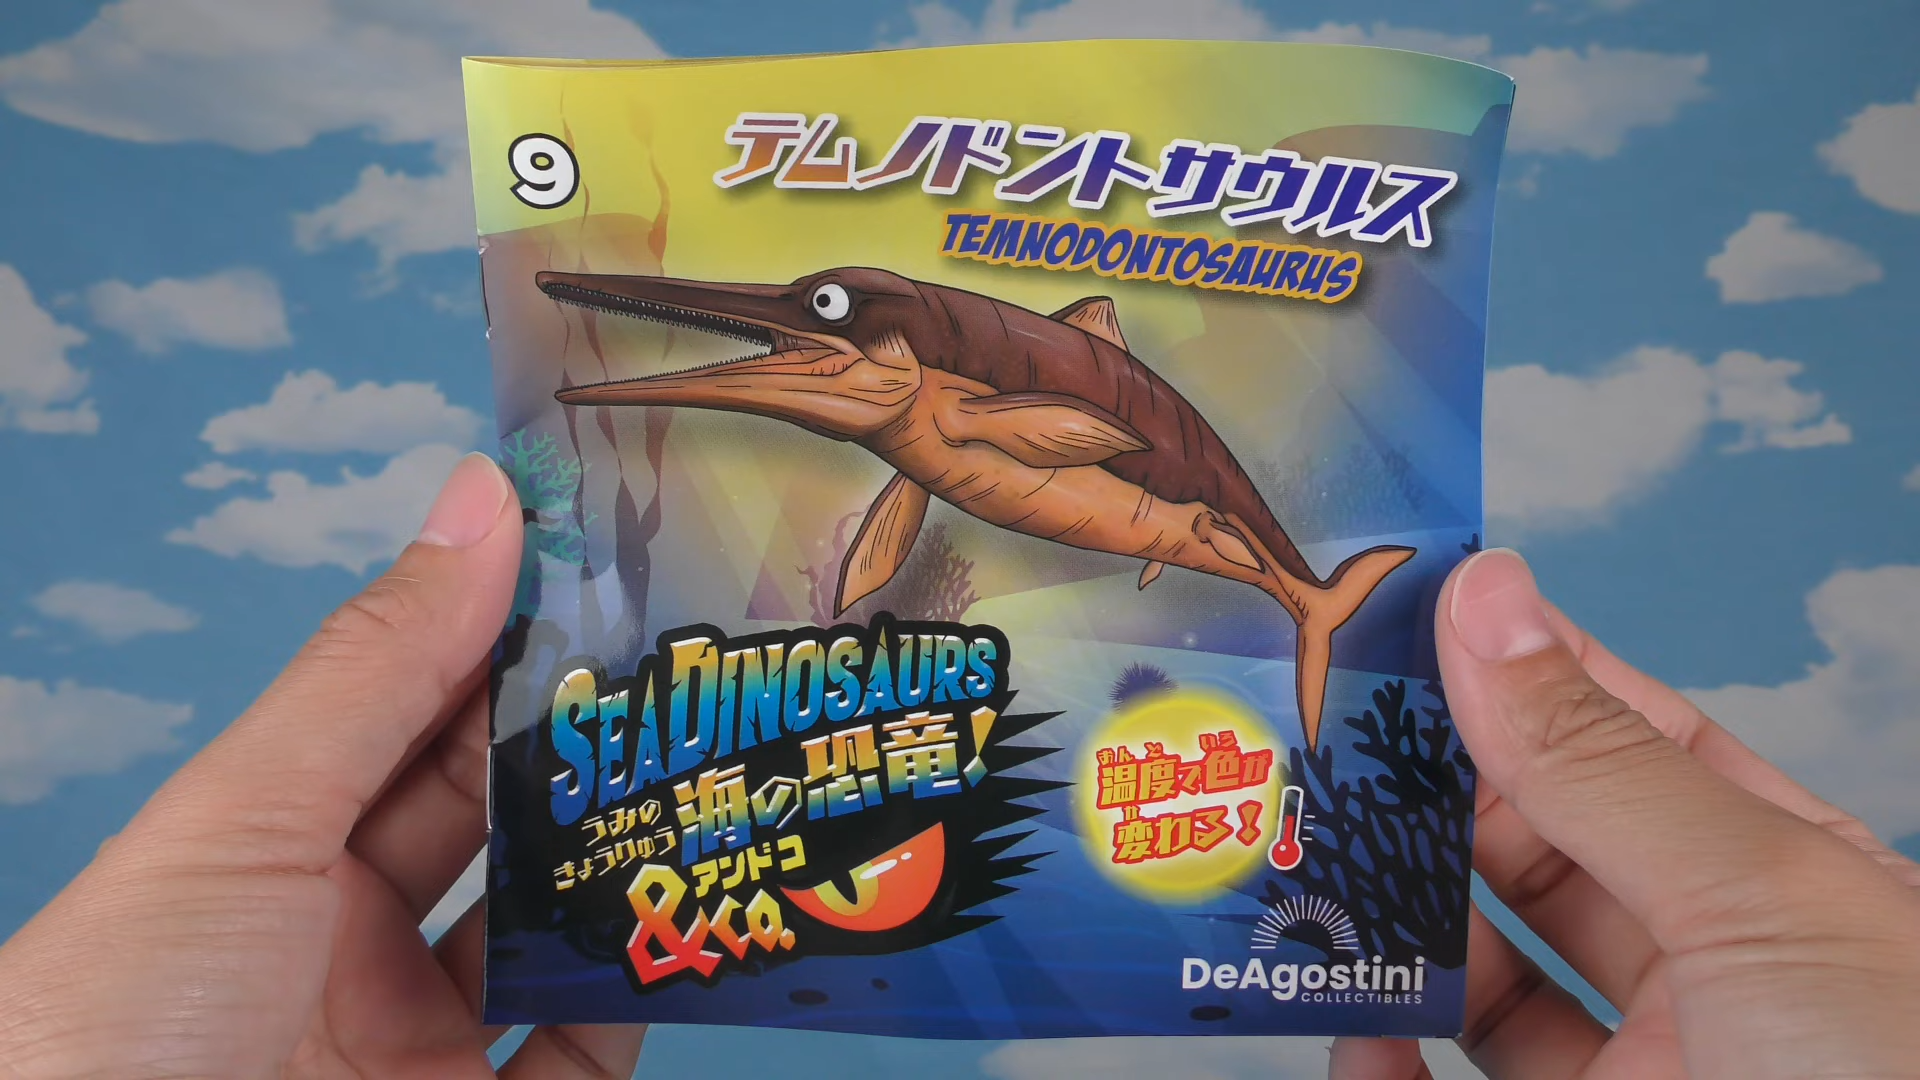 9
テムノドントサウルス
TEMNODONTOSAURUS
SEADINOSAURS
うみの
きょうりゅう
海の恐竜!
アンドコ
&CO.
おんど いろ
温度で色が
か
変わる!
DeAgostini
COLLECTIBLES